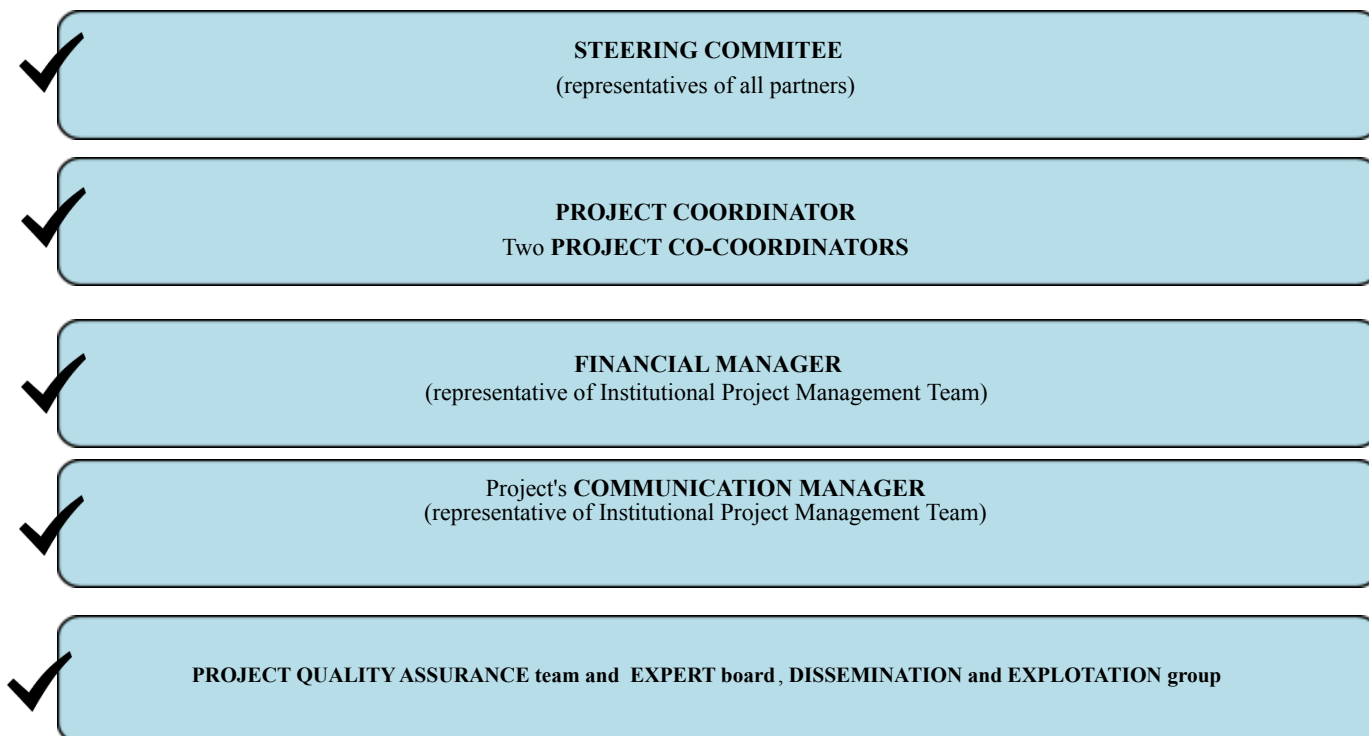 STEERING COMMITEE
(representatives of all partners)
PROJECT COORDINATOR
Two PROJECT CO-COORDINATORS
FINANCIAL MANAGER
(representative of Institutional Project Management Team)
Project's COMMUNICATION MANAGER
(representative of Institutional Project Management Team)
PROJECT QUALITY ASSURANCE team and EXPERT board, DISSEMINATION and EXPLOTATION group